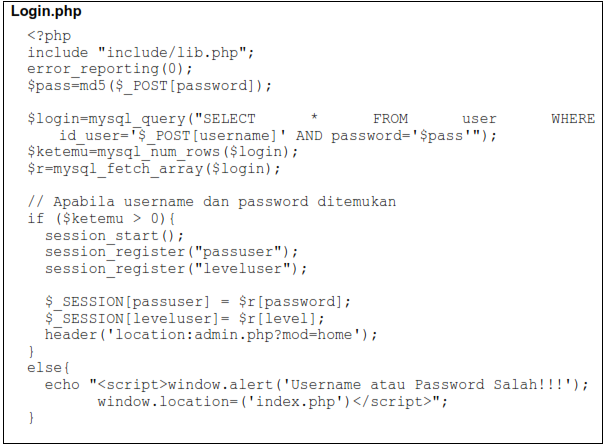 Login.php
<?php
include "include/lib.php";
error_reporting(0);
$pass=md5($_POST[password]);
$login=mysql_query("SELECT * FROM user WHERE
id_user='$_POST[username]' AND password='$pass'");
$ketemu=mysql_num_rows($login);
$r=mysql_fetch_array($login);
// Apabila username dan password ditemukan
if ($ketemu > 0){
session_start();
session_register("passuser");
session_register("leveluser");
$_SESSION[passuser] = $r[password];
$_SESSION[leveluser]= $r[level];
header('location:admin.php?mod=home');
}
else{
echo "<script>window.alert('Username atau Password Salah!!!');
window.location=('index.php')</script>";
}